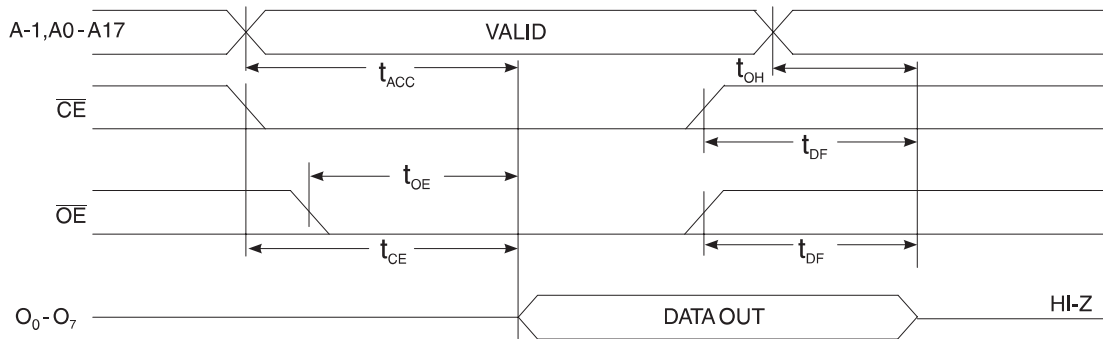 A-1,A0-A17
VALID
tACC
tOH
CE
tDF
tOE
OE
tCE
tDF
O0-O7
DATA OUT
HI-Z